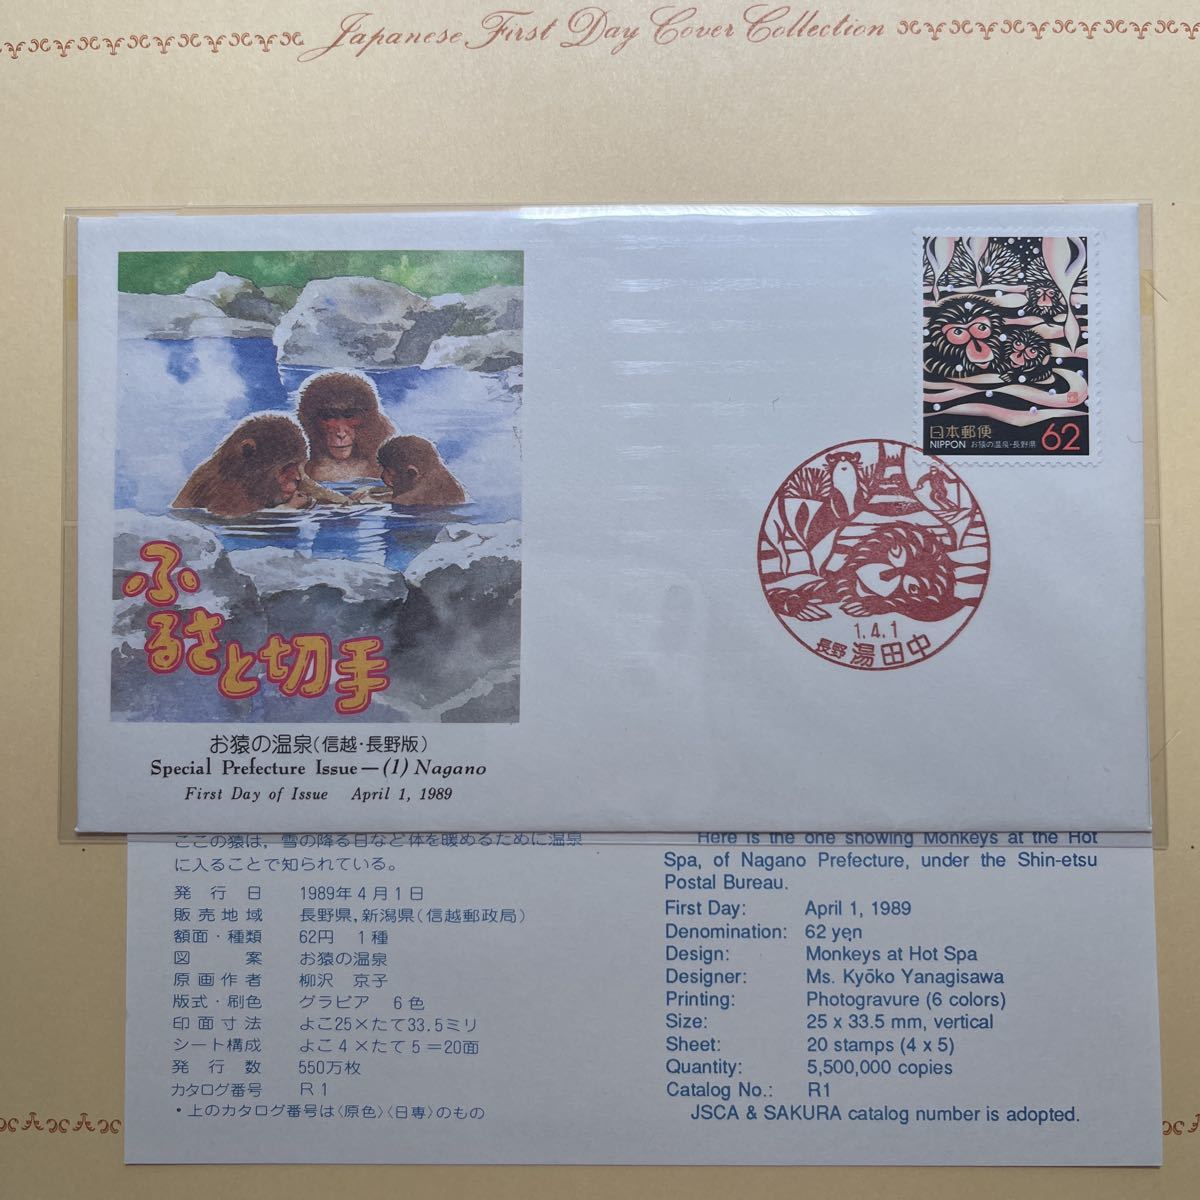 Japanese First Day Cover Collection
日本郵便 62
NIPPON お猿の温泉・長野県
1.4.1
長野 湯田中
ふるさと切手
お猿の温泉(信越・長野版)
Special Prefecture Issue—(1) Nagano
First Day of Issue April 1, 1989
ここの猿は,雪の降る日など体を暖めるために温泉
に入ることで知られている。
発行日 1989年4月1日
販売地域 長野県,新潟県(信越郵政局)
額面・種類 62円 1種
図案 お猿の温泉
原画作者 柳沢 京子
版式・刷色 グラビア 6色
印面寸法 よこ25×たて33.5ミリ
シート構成 よこ4×たて5=20面
発行数 550万枚
カタログ番号 R1
・上のカタログ番号は〈原色〉〈日専〉のもの
Here is the one showing Monkeys at the Hot
Spa, of Nagano Prefecture, under the Shin-etsu
Postal Bureau.
First Day: April 1, 1989
Denomination: 62 yen
Design: Monkeys at Hot Spa
Designer: Ms. Kyōko Yanagisawa
Printing: Photogravure (6 colors)
Size: 25 x 33.5 mm, vertical
Sheet: 20 stamps (4 x 5)
Quantity: 5,500,000 copies
Catalog No.: R1
JSCA & SAKURA catalog number is adopted.